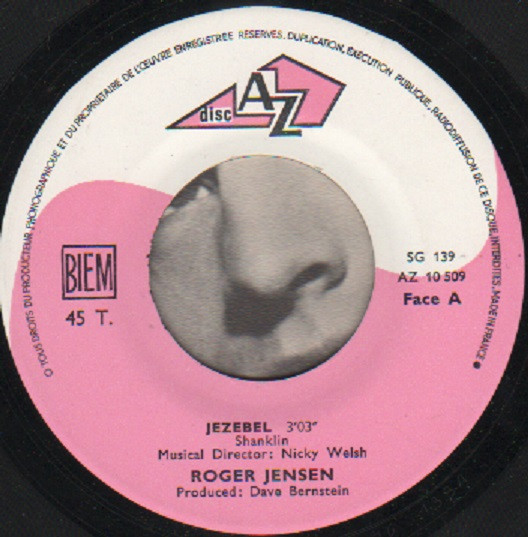 © TOUS DROITS DU PRODUCTEUR PHONOGRAPHIQUE ET DU PROPRIETAIRE DE L'ŒUVRE ENREGISTREE RESERVES. DUPLICATION, EXECUTION PUBLIQUE, RADIODIFFUSION DE CE DISQUE, INTERDITES. MADE IN FRANCE
disc AZ
BIEM
45 T.
SG 139
AZ 10 509
Face A
JEZEBEL 3'03"
Shanklin
Musical Director: Nicky Welsh
ROGER JENSEN
Produced: Dave Bernstein